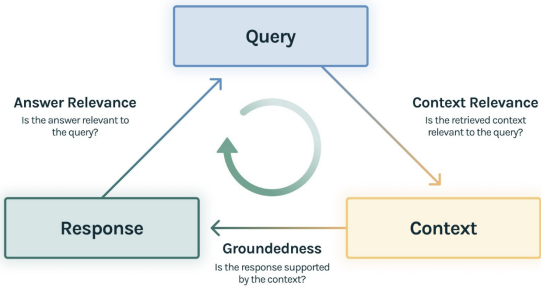 Query
Answer Relevance
Is the answer relevant to
the query?
Context Relevance
Is the retrieved context
relevant to the query?
Response
Context
Groundedness
Is the response supported
by the context?